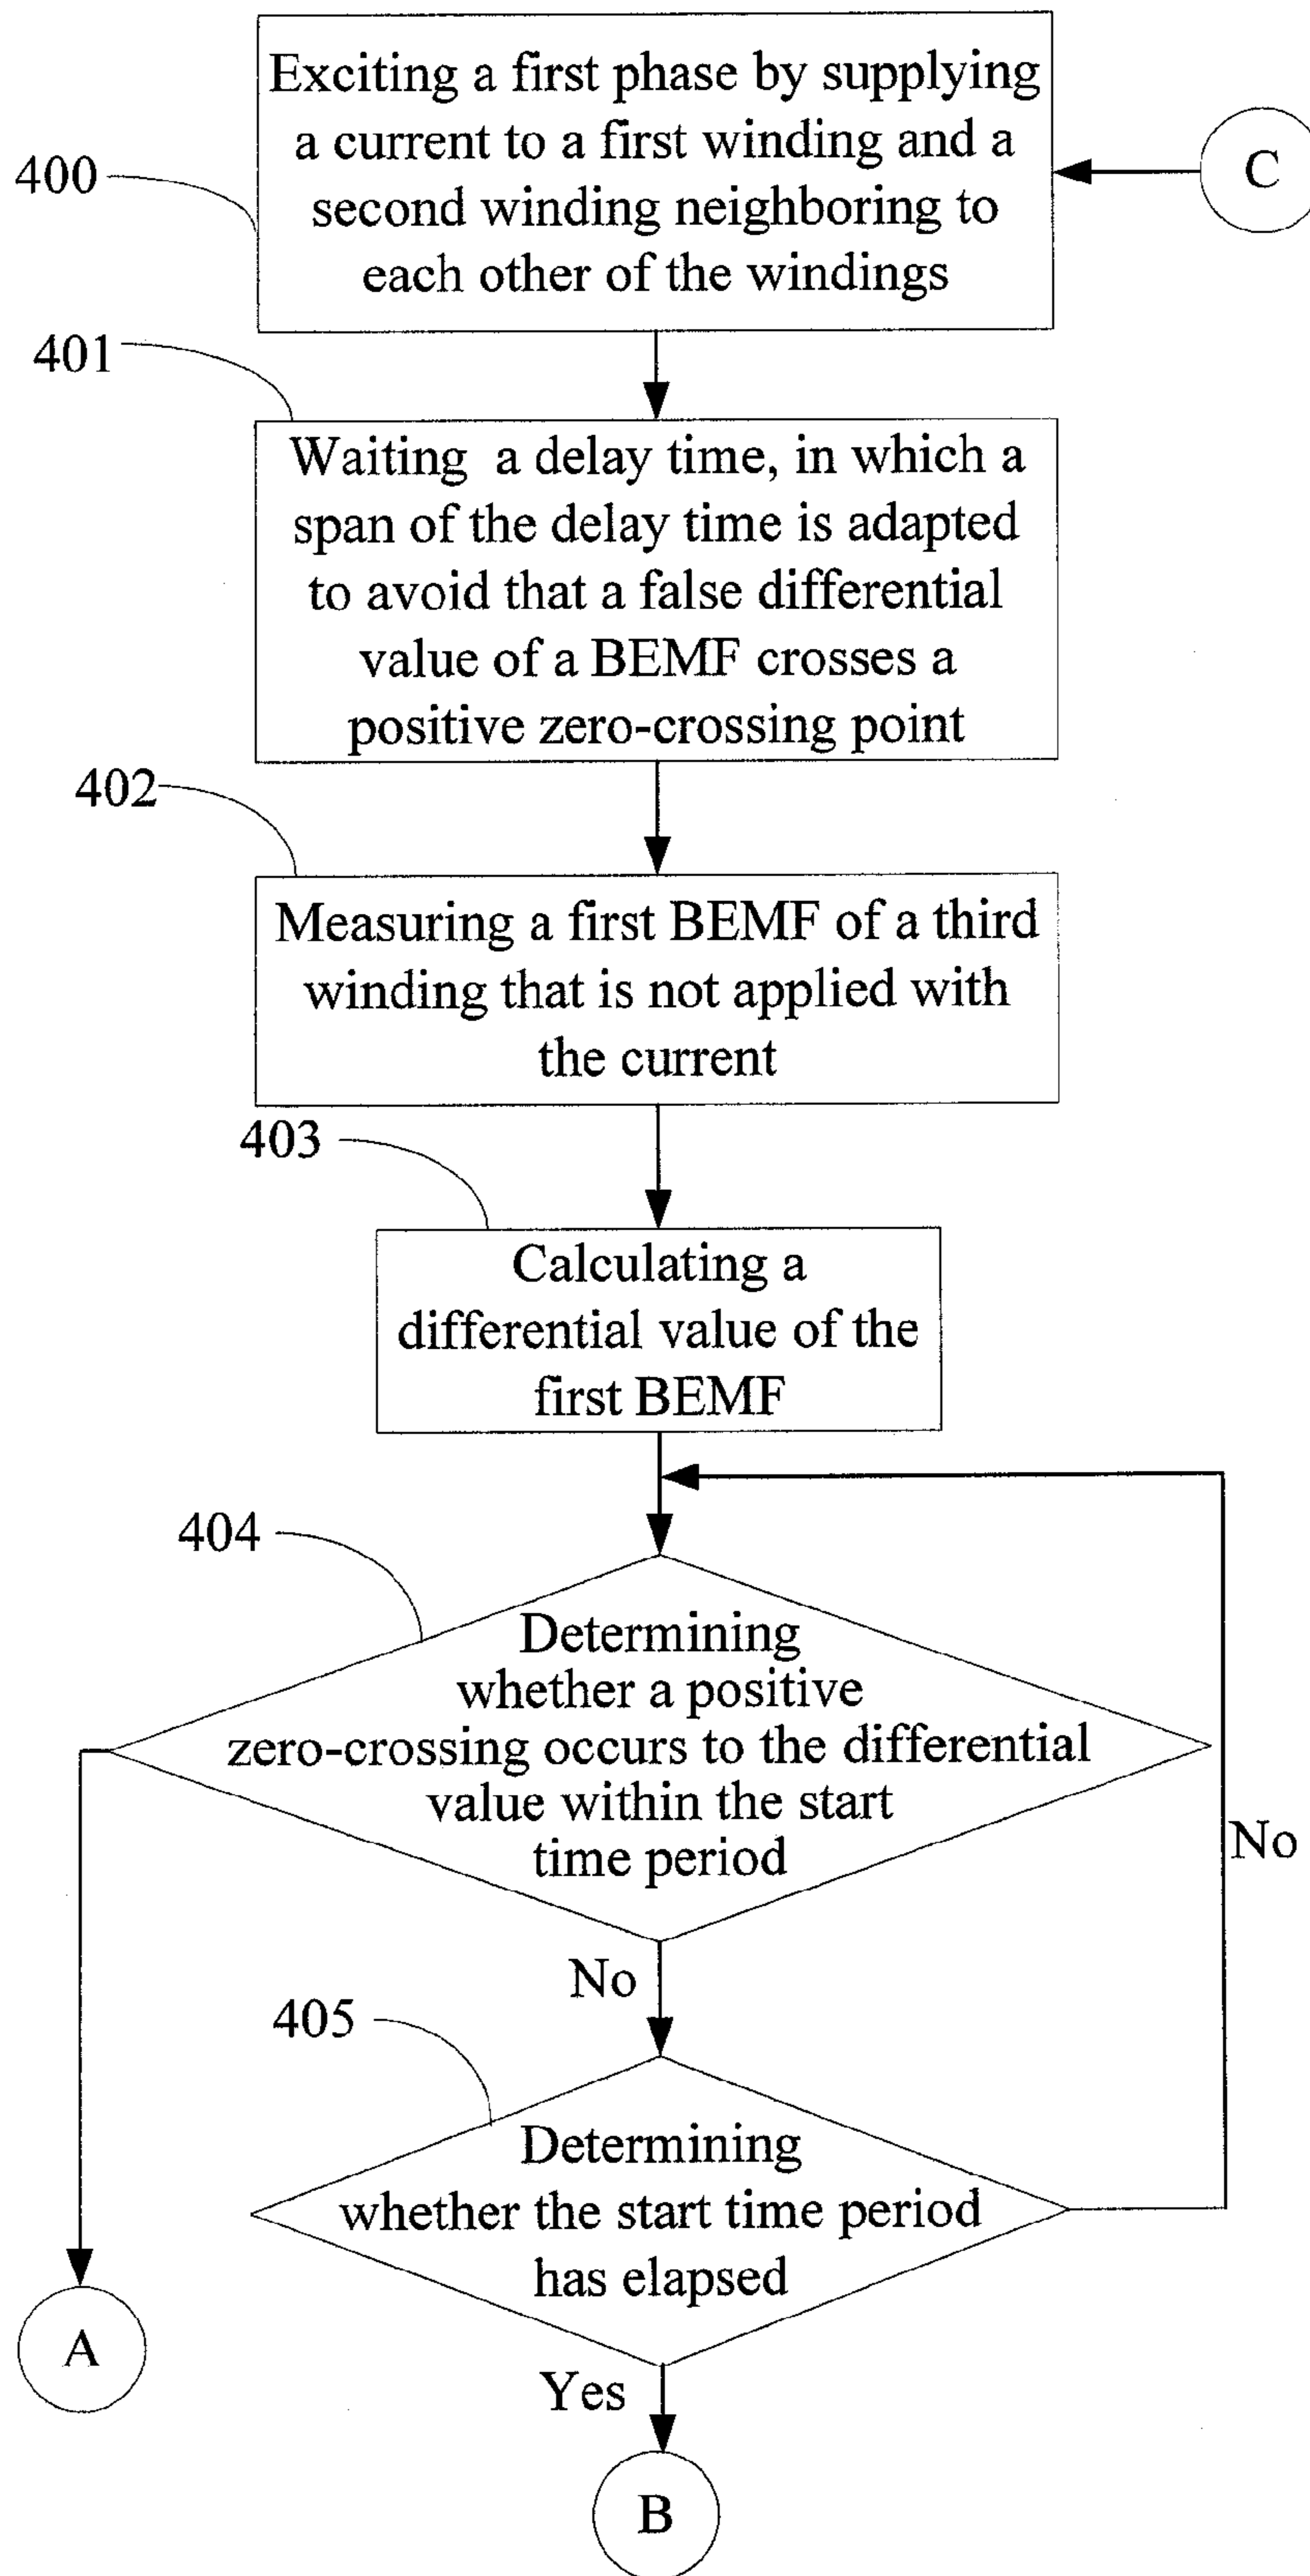 Exciting a first phase by supplying
a current to a first winding and a
second winding neighboring to
each other of the windings
400
C
401
Waiting a delay time, in which a
span of the delay time is adapted
to avoid that a false differential
value of a BEMF crosses a
positive zero-crossing point
402
Measuring a first BEMF of a third
winding that is not applied with
the current
403
Calculating a
differential value of the
first BEMF
404
Determining
whether a positive
zero-crossing occurs to the differential
value within the start
time period
No
No
405
Determining
whether the start time period
has elapsed
A
Yes
B